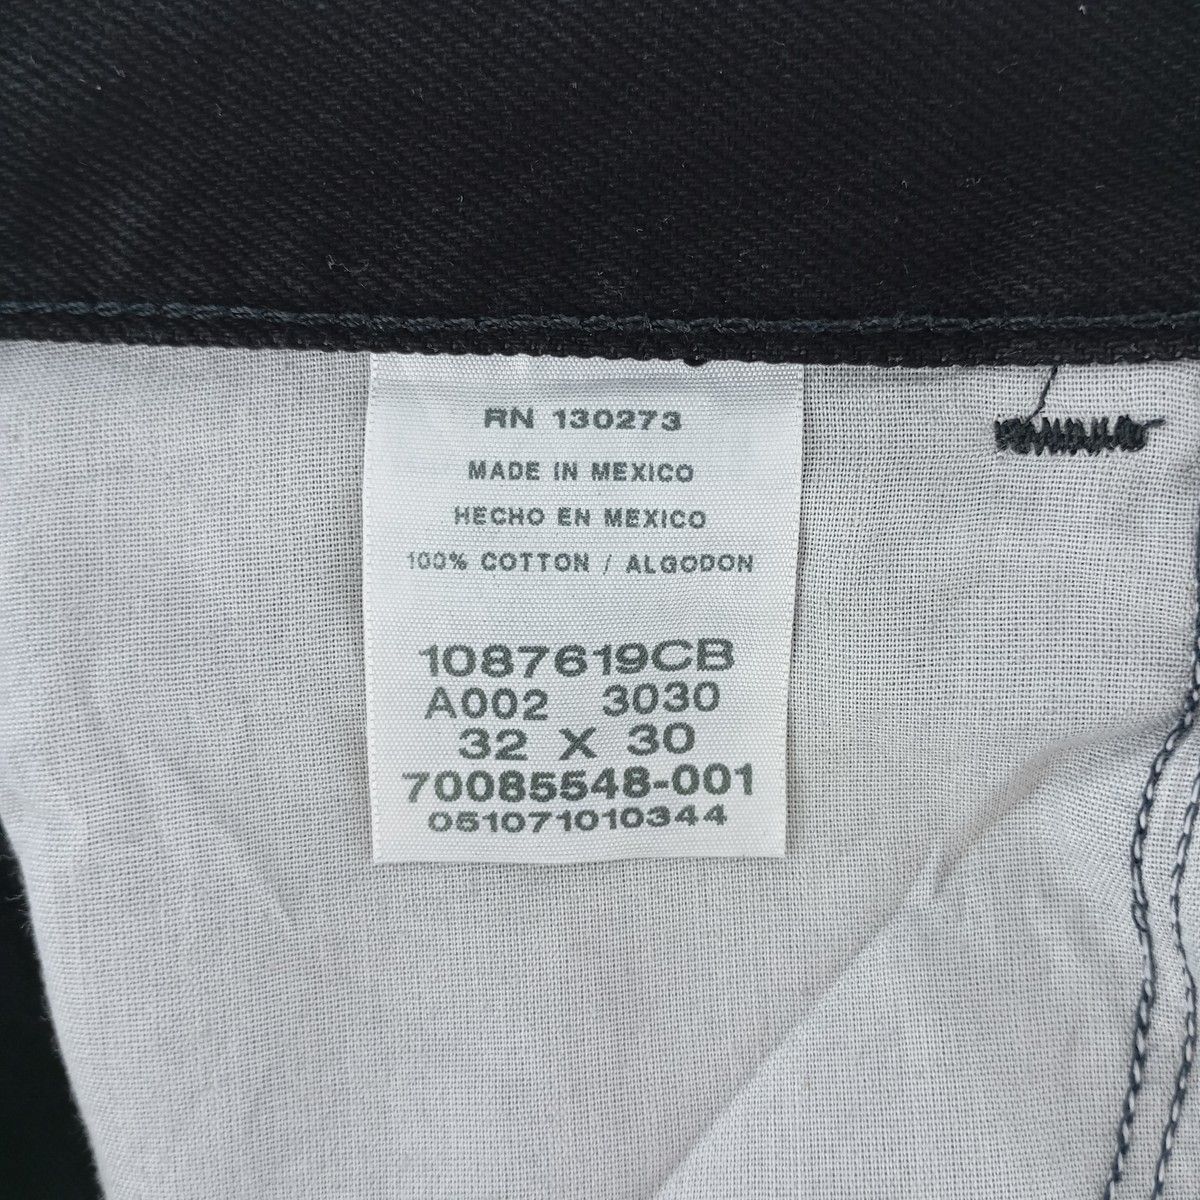 RN 130273
MADE IN MEXICO
HECHO EN MEXICO
100% COTTON / ALGODON
1087619CB
A002 3030
32 X 30
70085548-001
051071010344